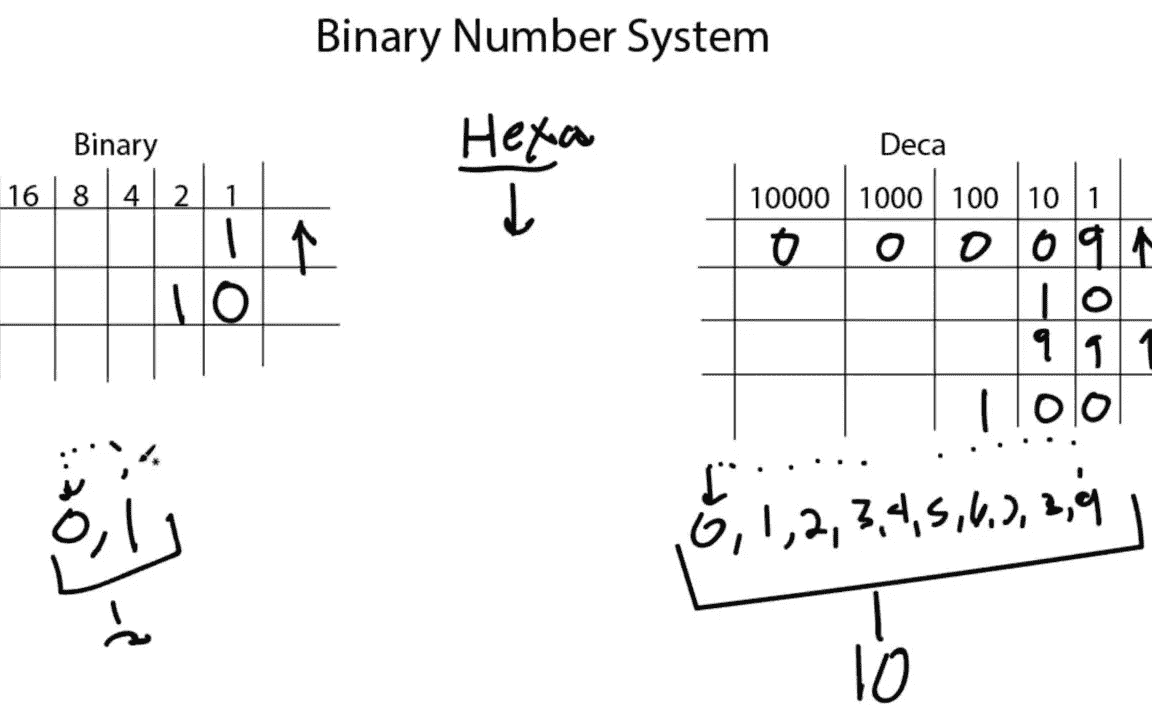 Binary Number System
Hexa
Binary
16 8 4 2 1
1
1 0
0, 1
2
Deca
10000 1000 100 10 1
0 0 0 0 9
1 0
9 9
1 0 0
0, 1, 2, 3, 4, 5, 6, 7, 8, 9
10